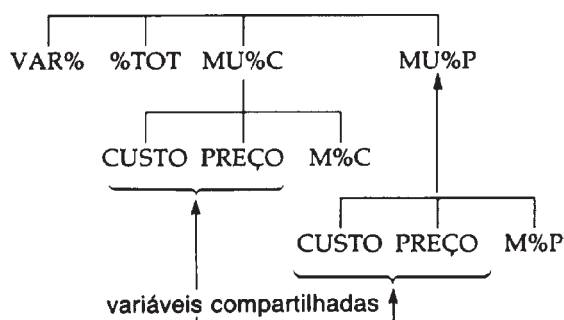 VAR% %TOT MU%C MU%P
CUSTO PREÇO M%C
CUSTO PREÇO M%P
variáveis compartilhadas